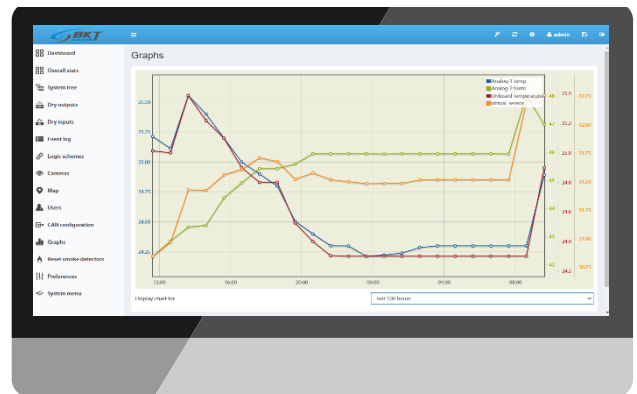 BKT
admin
Dashboard
Overall stats
System tree
Dry outputs
Dry inputs
Event log
Logic schemes
Cameras
Map
Users
CAN configuration
Graphs
Reset smoke detectors
Preferences
System menu
Graphs
Analog-1 temp
Analog-2 humi
Onboard temperature
virtual_sensor
25.50
25.25
25.00
24.75
24.50
24.25
48
47
46
45
44
43
42
25.4
25.2
25.0
24.8
24.6
24.4
24.2
12:00
16:00
20:00
00:00
04:00
08:00
Display chart for
last 100 hours